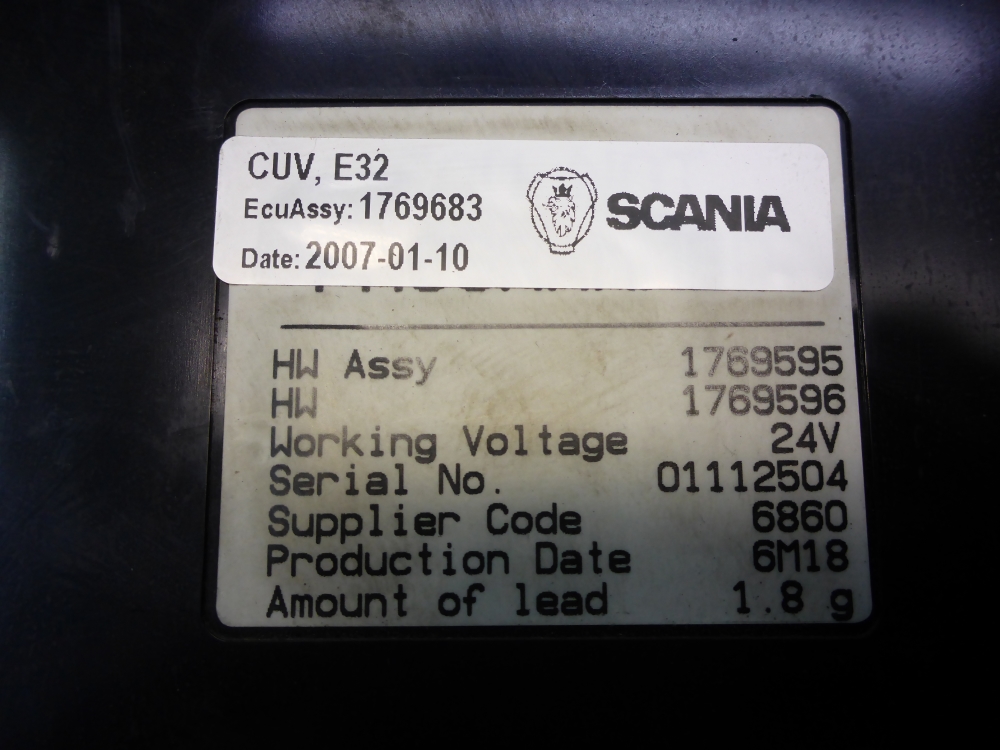 CUV, E32
EcuAssy: 1769683
SCANIA
Date: 2007-01-10
HW Assy 1769595
HW 1769596
Working Voltage 24V
Serial No. 01112504
Supplier Code 6860
Production Date 6M18
Amount of lead 1.8 g